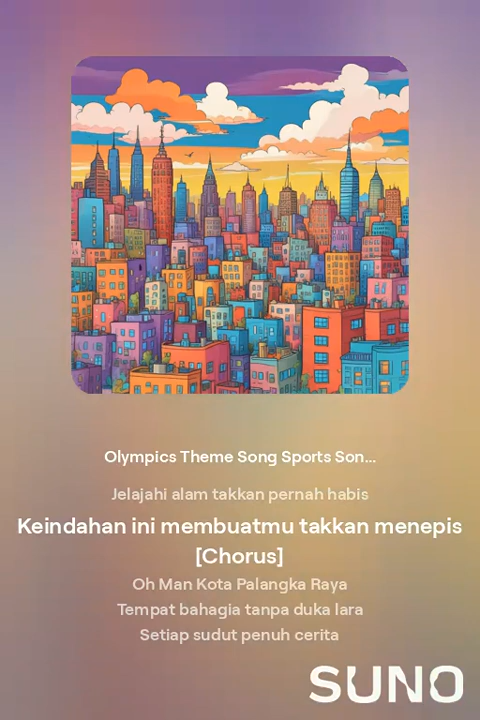 Olympics Theme Song Sports Son...
Jelajahi alam takkan pernah habis
Keindahan ini membuatmu takkan menepis
[Chorus]
Oh Man Kota Palangka Raya
Tempat bahagia tanpa duka lara
Setiap sudut penuh cerita
SUNO